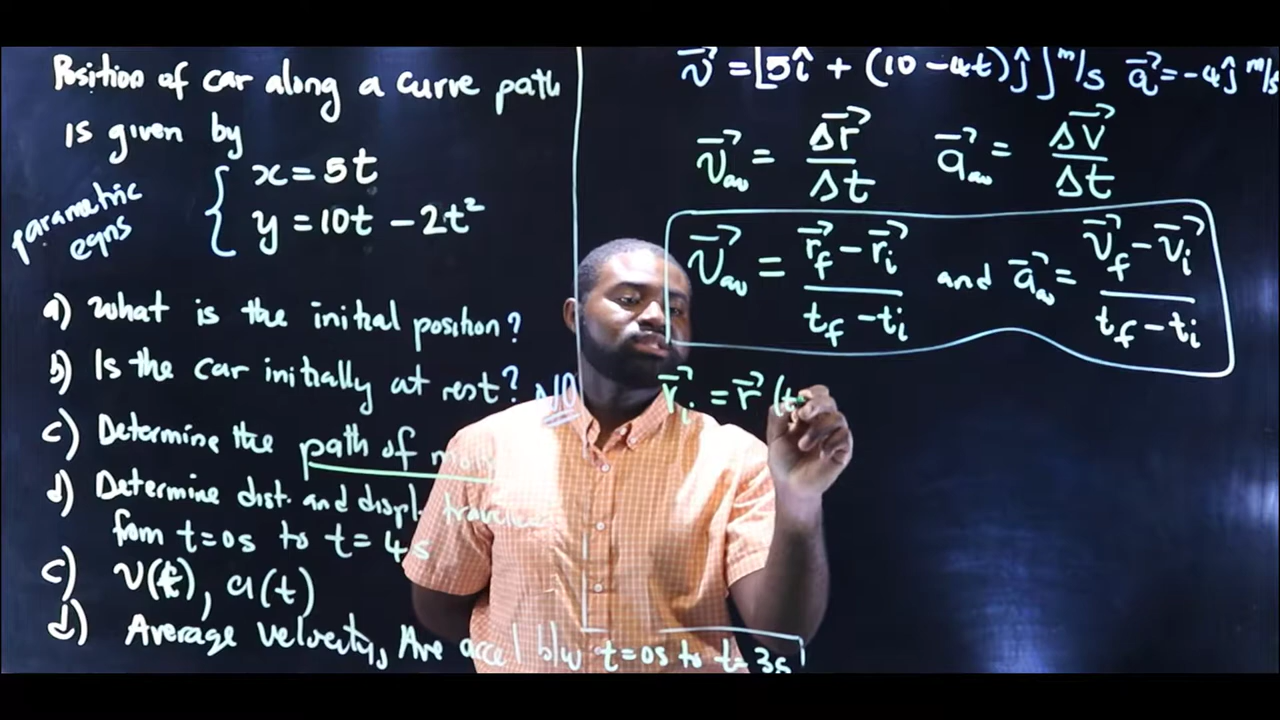 Position of car along a curve path
is given by
parametric
eqns
x = 5t
y = 10t - 2t²
a) What is the initial position?
b) Is the car initially at rest? NO
c) Determine the path of
d) Determine dist. and displ. traveled
from t=0s to t=4s
c) v(t), a(t)
d) Average velocity, Ave accel b/w t=0s to t=3s
v⃗ = [5î + (10-4t)ĵ] m/s a⃗ = -4ĵ m/s
v⃗av = Δr⃗/Δt a⃗av = Δv⃗/Δt
v⃗av = (r⃗f - r⃗i)/(tf - ti) and a⃗av = (v⃗f - v⃗i)/(tf - ti)
r⃗i = r⃗ (t